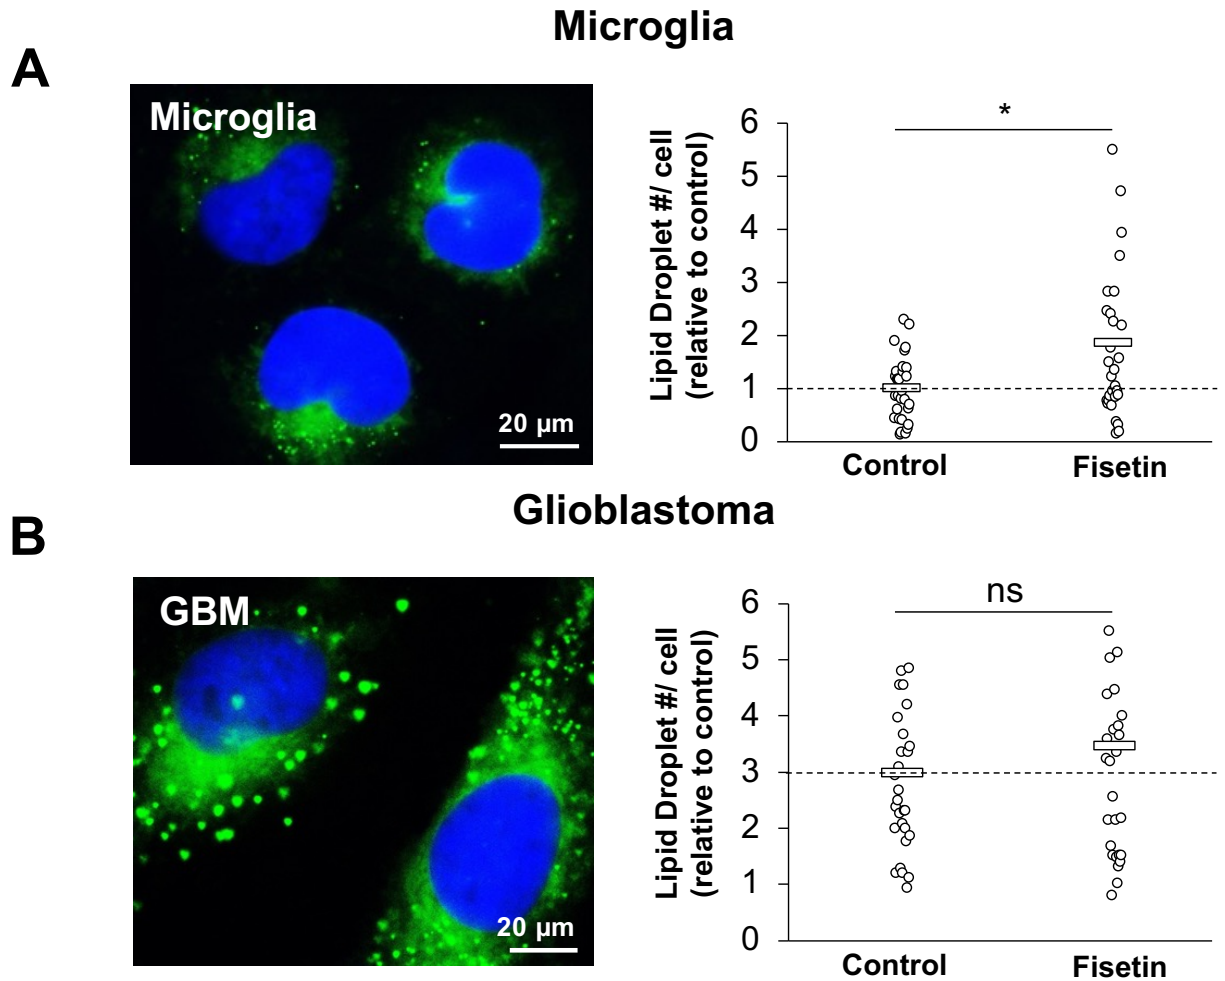 Microglia
A
Microglia
20 µm
Lipid Droplet #/ cell
(relative to control)
6
5
4
3
2
1
0
*
Control
Fisetin
Glioblastoma
B
GBM
20 µm
Lipid Droplet #/ cell
(relative to control)
6
5
4
3
2
1
0
ns
Control
Fisetin